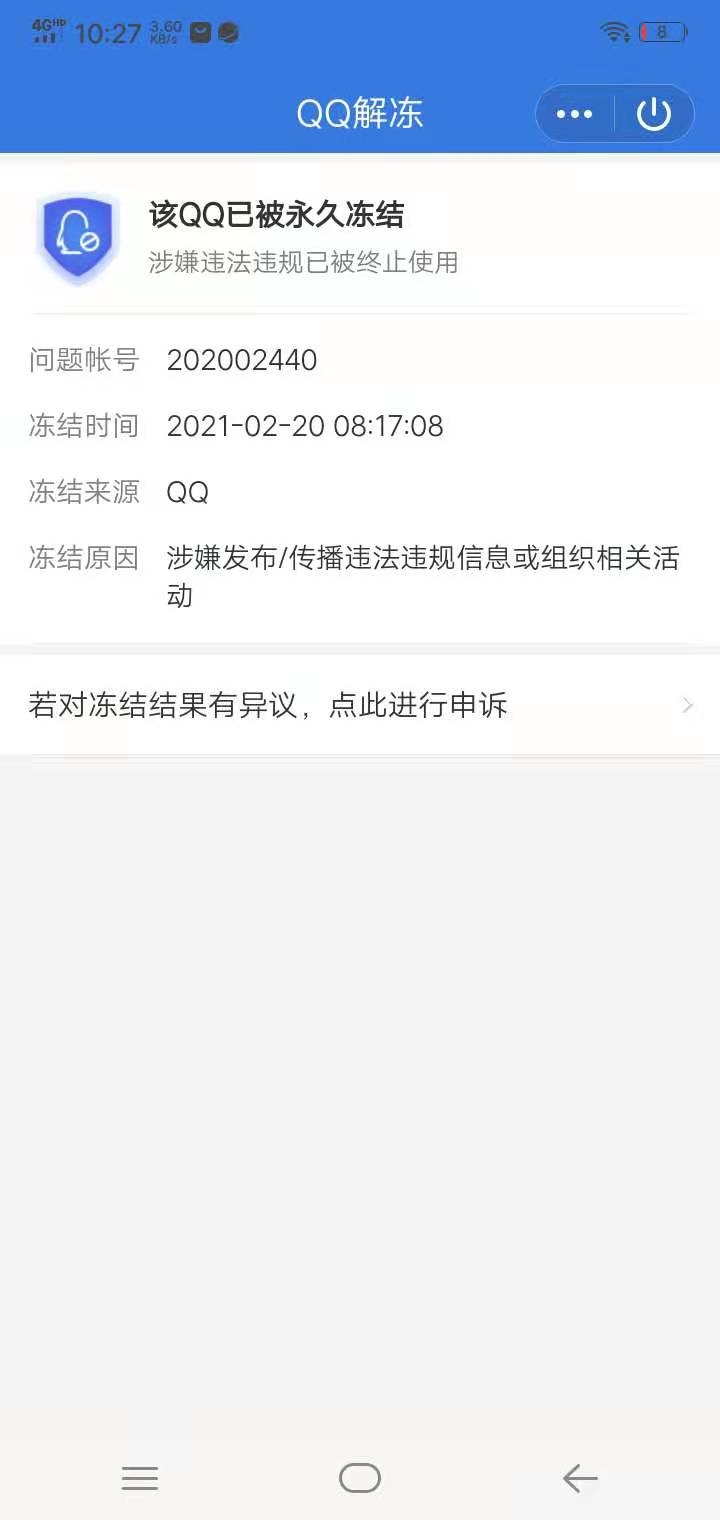 4G HD 10:27 3.60 KB/s 8
QQ解冻
该QQ已被永久冻结
涉嫌违法违规已被终止使用
问题帐号 202002440
冻结时间 2021-02-20 08:17:08
冻结来源 QQ
冻结原因 涉嫌发布/传播违法违规信息或组织相关活
动
若对冻结结果有异议，点此进行申诉